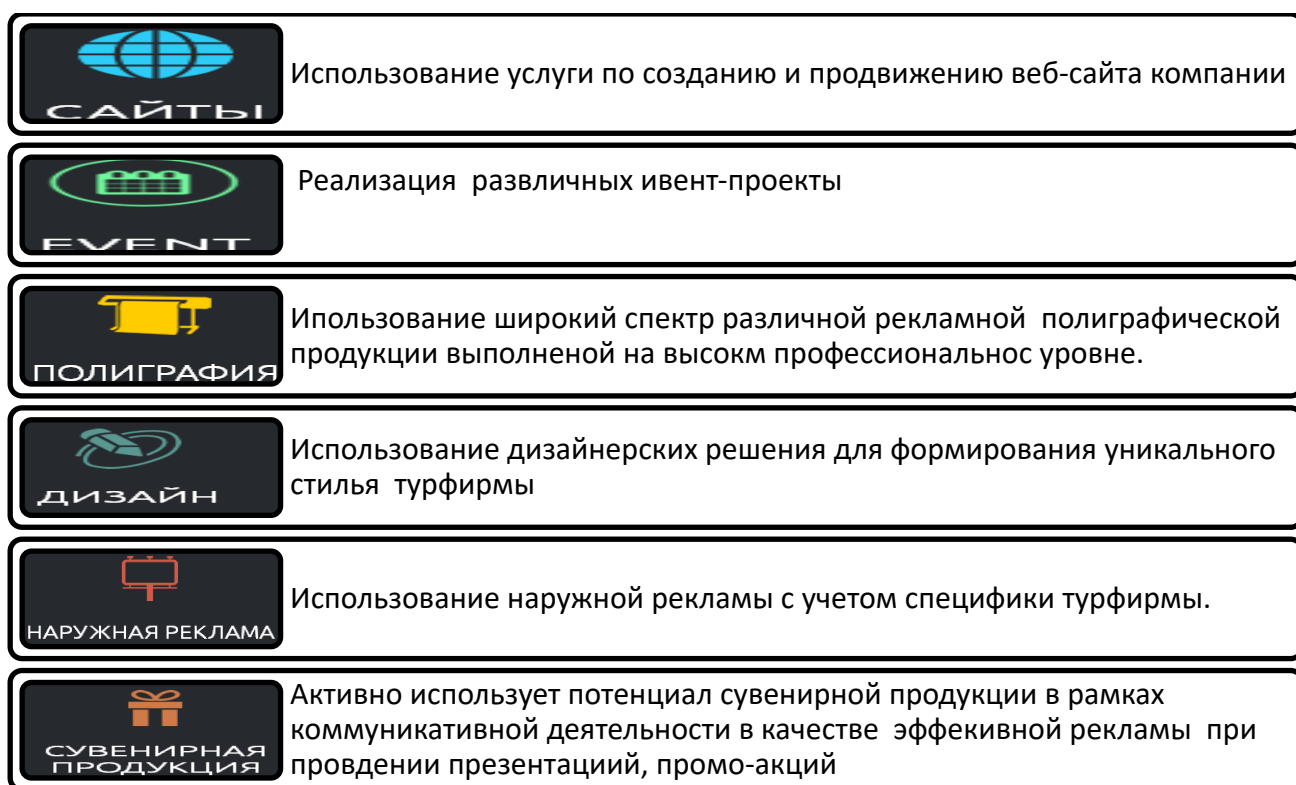 САЙТЫ
Использование услуги по созданию и продвижению веб-сайта компании
EVENT
Реализация развличных ивент-проекты
ПОЛИГРАФИЯ
Ипользование широкий спектр различной рекламной полиграфической
продукции выполненой на высокм профессиональнос уровне.
ДИЗАЙН
Использование дизайнерских решения для формирования уникального
стилья турфирмы
НАРУЖНАЯ РЕКЛАМА
Использование наружной рекламы с учетом специфики турфирмы.
СУВЕНИРНАЯ
ПРОДУКЦИЯ
Активно использует потенциал сувенирной продукции в рамках
коммуникативной деятельности в качестве эффекивной рекламы при
провдении презентациий, промо-акций